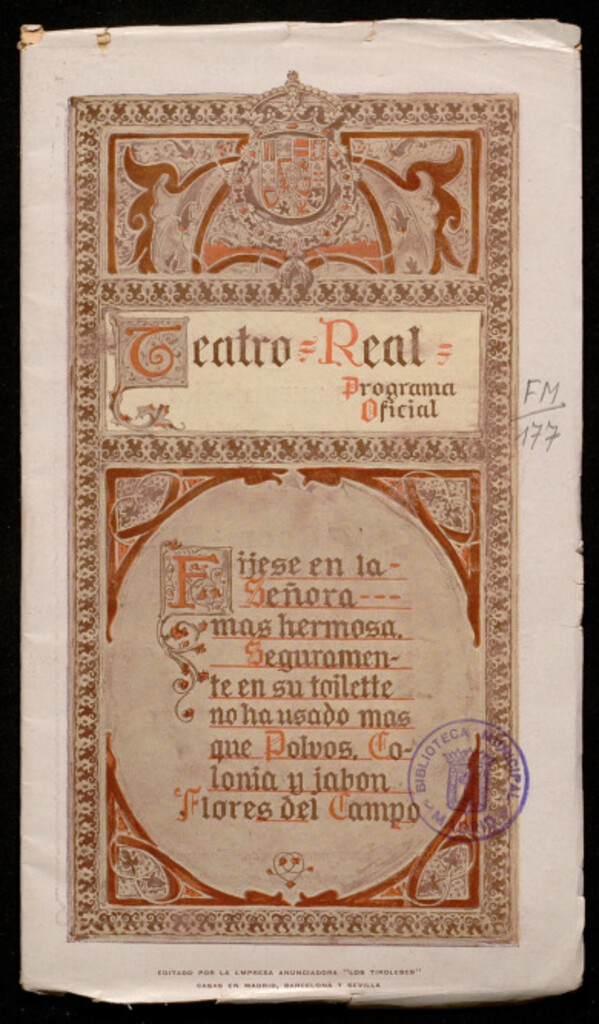 Teatro Real
Programa
Oficial
FM
177
Fijese en la
Señora
mas hermosa.
Seguramen-
te en su toilette
no ha usado mas
que Polvos, Co-
lonia y jabon
Flores del Campo
BIBLIOTECA MUNICIPAL
MADRID
EDITADO POR LA EMPRESA ANUNCIADORA "LOS TIROLESES"
CASAS EN MADRID, BARCELONA Y SEVILLA